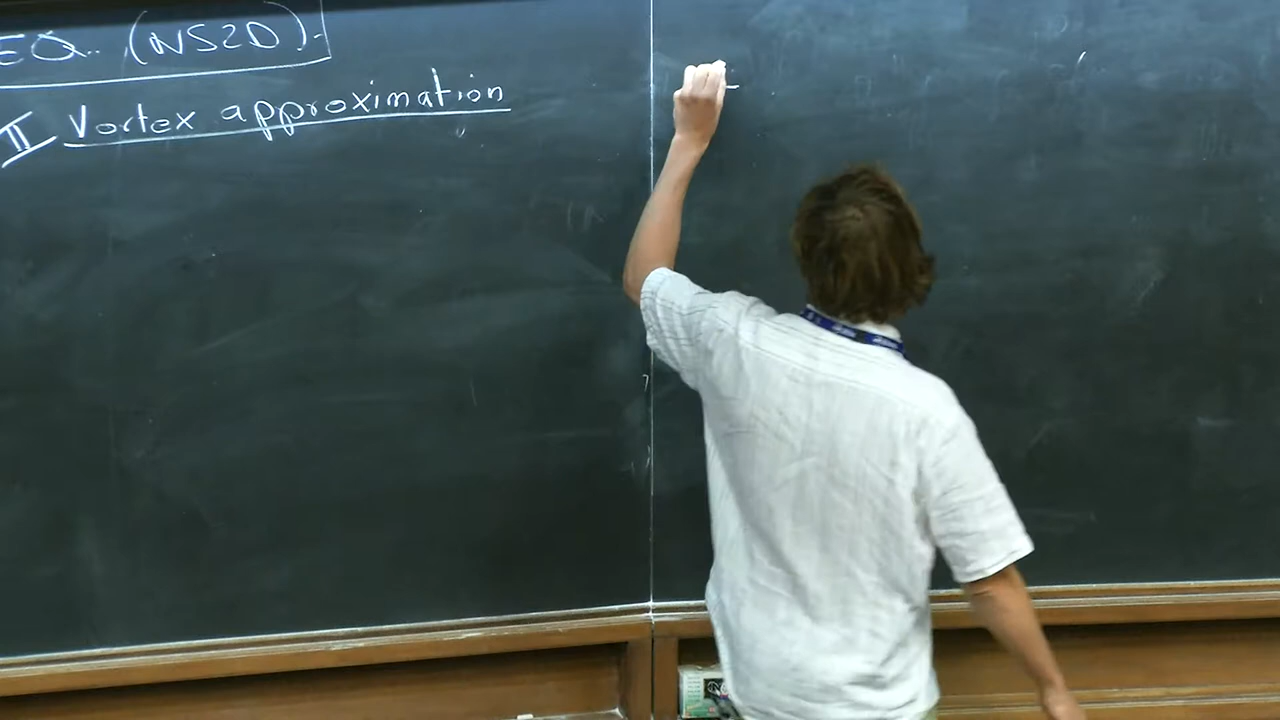 EQ. (NS2D).
II Vortex approximation